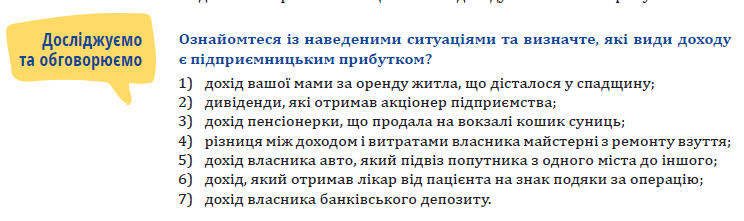 Досліджуємо
та обговорюємо
Ознайомтеся із наведеними ситуаціями та визначте, які види доходу
є підприємницьким прибутком?
1) дохід вашої мами за оренду житла, що дісталося у спадщину;
2) дивіденди, які отримав акціонер підприємства;
3) дохід пенсіонерки, що продала на вокзалі кошик суниць;
4) різниця між доходом і витратами власника майстерні з ремонту взуття;
5) дохід власника авто, який підвіз попутника з одного міста до іншого;
6) дохід, який отримав лікар від пацієнта на знак подяки за операцію;
7) дохід власника банківського депозиту.